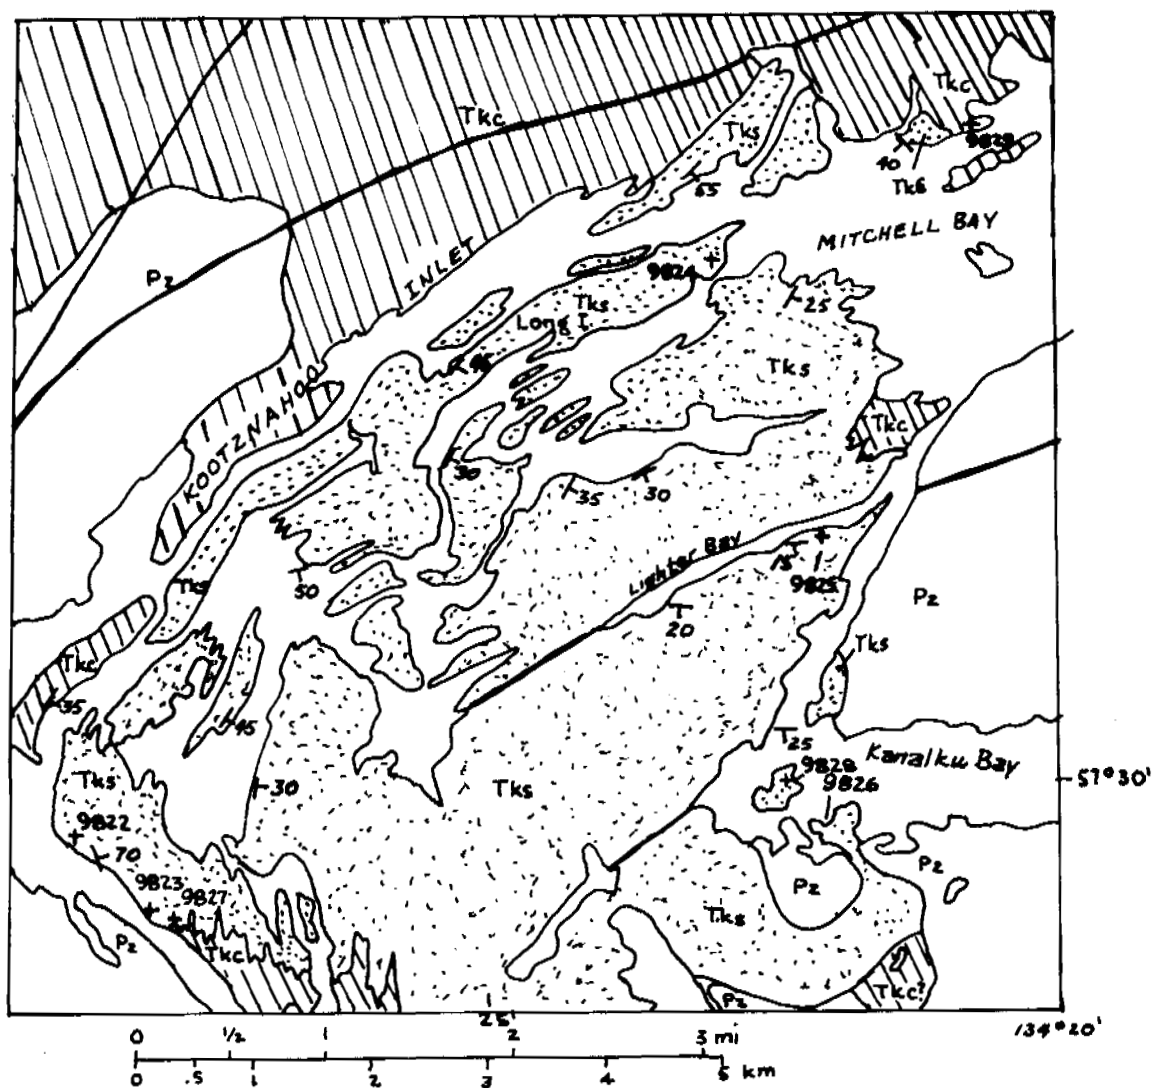 Tkc
Tkc
Tks
9829
40
Tks
65
MITCHELL BAY
INLET
Pz
9824
Tks
25
Long I.
Tks
KOOTZNAHOO
Tkc
30
35
30
Lighter Bay
15
9825
Tks
50
Pz
20
Tks
Tkc
35
45
25
Kanalku Bay
9828
Tks
30
Tks
9826
57°30'
9822
70
Pz
9823
9827
Pz
Tks
Tkc
Pz
Tkc?
Pz
25'
134°20'
0 1/2 1 2 3 mi
0 .5 1 2 3 4 5 km